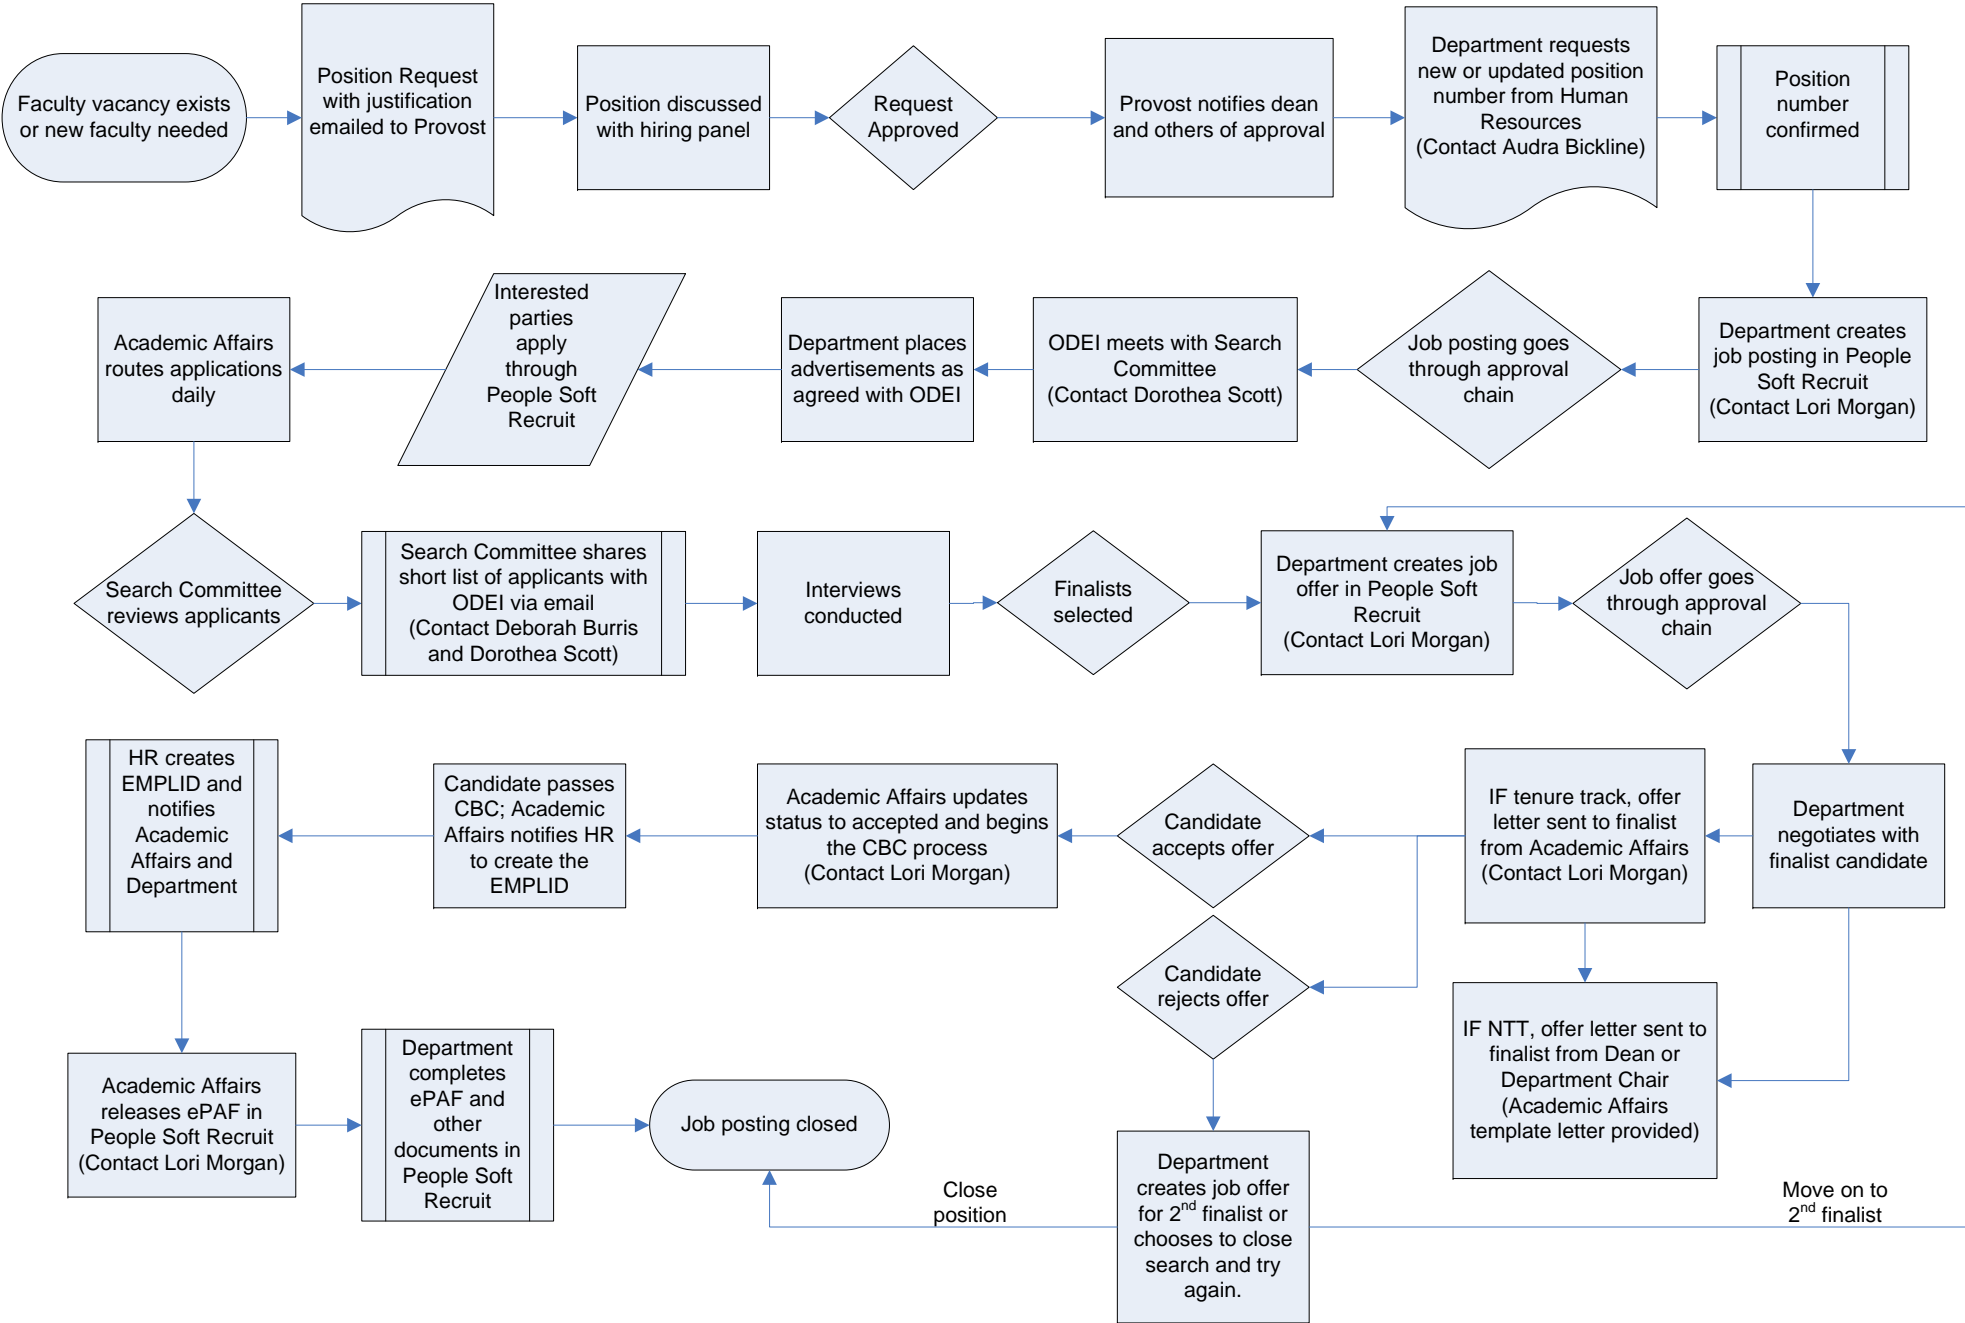 Faculty vacancy exists
or new faculty needed
Position Request
with justification
emailed to Provost
Position discussed
with hiring panel
Request
Approved
Provost notifies dean
and others of approval
Department requests
new or updated position
number from Human
Resources
(Contact Audra Bickline)
Position
number
confirmed
Department creates
job posting in People
Soft Recruit
(Contact Lori Morgan)
Job posting goes
through approval
chain
ODEI meets with Search
Committee
(Contact Dorothea Scott)
Department places
advertisements as
agreed with ODEI
Interested
parties
apply
through
People Soft
Recruit
Academic Affairs
routes applications
daily
Search Committee
reviews applicants
Search Committee shares
short list of applicants with
ODEI via email
(Contact Deborah Burris
and Dorothea Scott)
Interviews
conducted
Finalists
selected
Department creates job
offer in People Soft
Recruit
(Contact Lori Morgan)
Job offer goes
through approval
chain
Department
negotiates with
finalist candidate
IF tenure track, offer
letter sent to finalist
from Academic Affairs
(Contact Lori Morgan)
IF NTT, offer letter sent to
finalist from Dean or
Department Chair
(Academic Affairs
template letter provided)
Candidate
accepts offer
Candidate
rejects offer
Academic Affairs updates
status to accepted and begins
the CBC process
(Contact Lori Morgan)
Candidate passes
CBC; Academic
Affairs notifies HR
to create the
EMPLID
HR creates
EMPLID and
notifies
Academic
Affairs and
Department
Academic Affairs
releases ePAF in
People Soft Recruit
(Contact Lori Morgan)
Department
completes
ePAF and
other
documents in
People Soft
Recruit
Job posting closed
Close
position
Department
creates job offer
for 2nd finalist or
chooses to close
search and try
again.
Move on to
2nd finalist